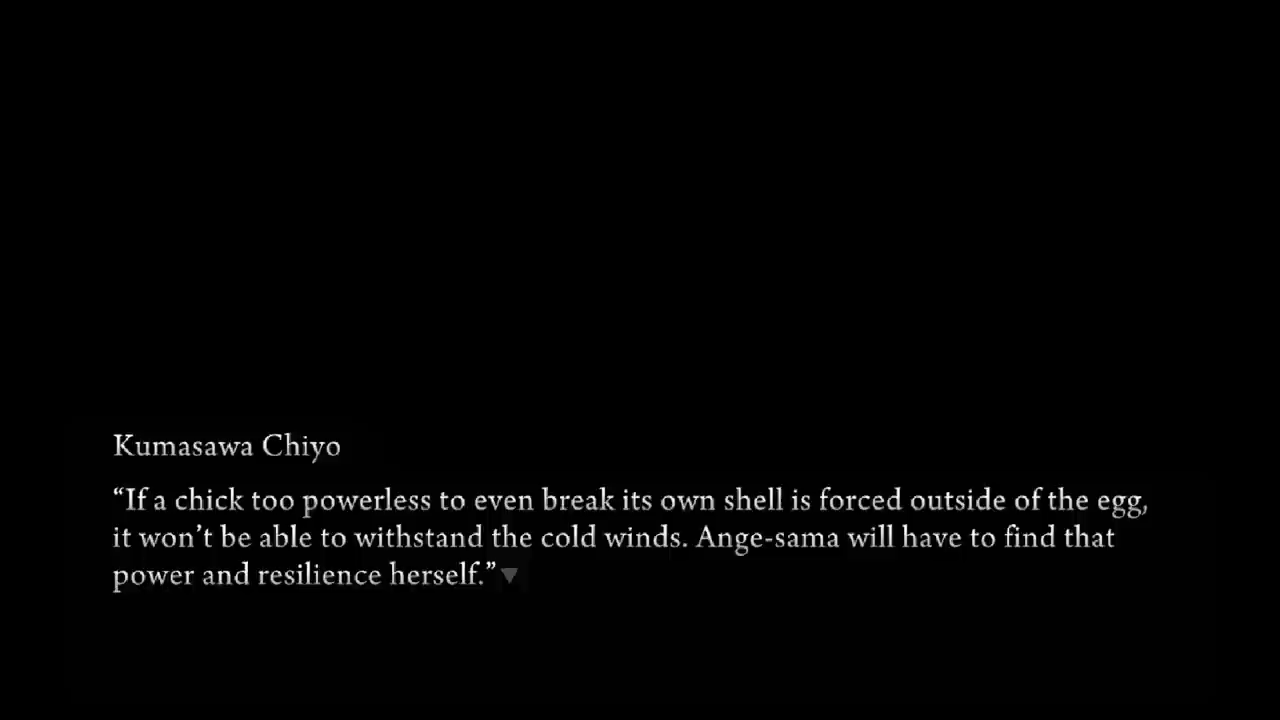 Kumasawa Chiyo
“If a chick too powerless to even break its own shell is forced outside of the egg,
it won’t be able to withstand the cold winds. Ange-sama will have to find that
power and resilience herself.”